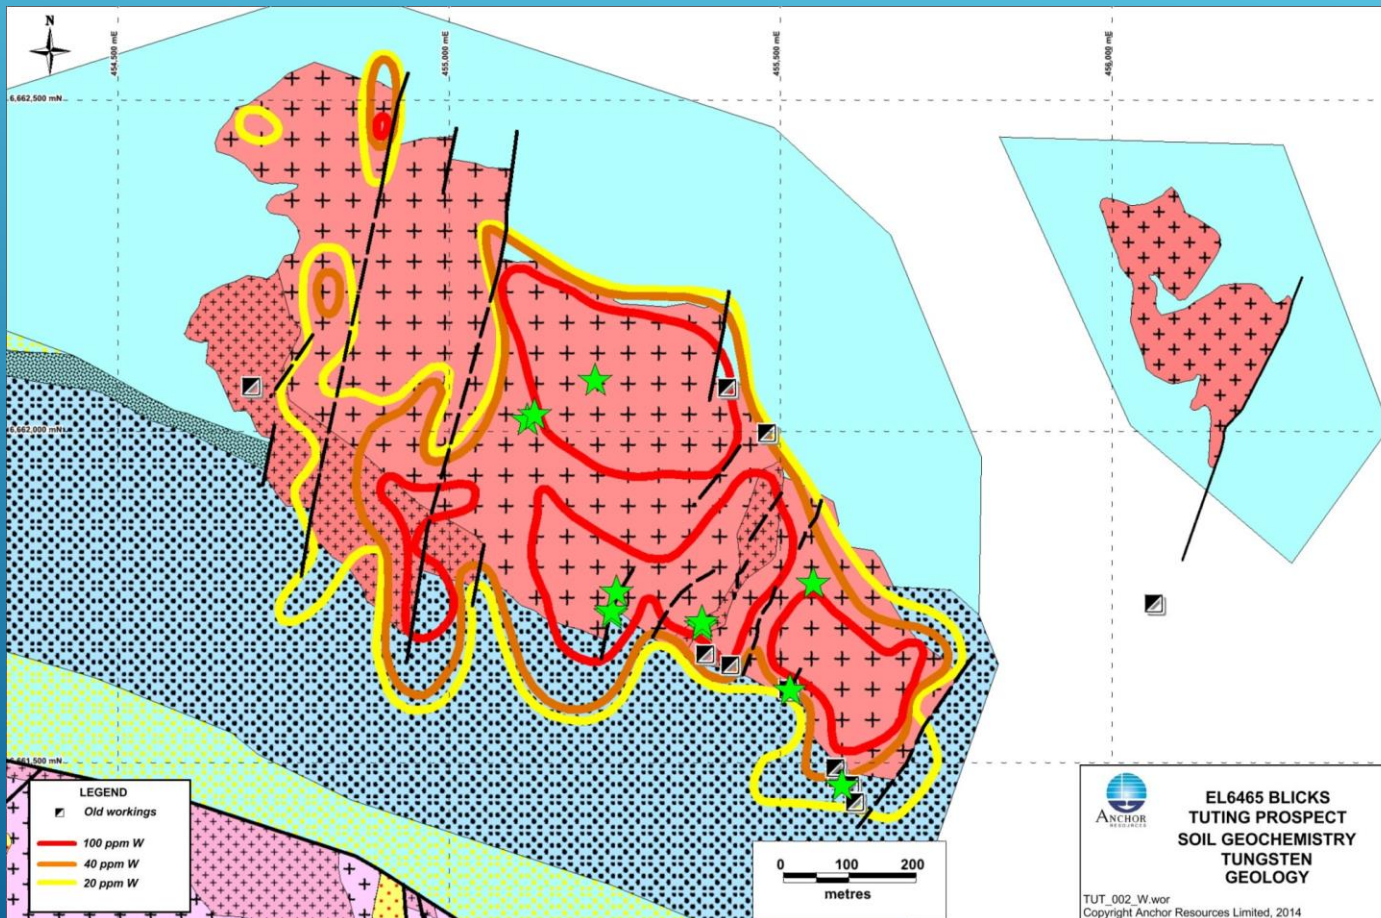 N
454,500 mE
455,000 mE
455,500 mE
456,000 mE
6,662,500 mN
6,662,000 mN
6,661,500 mN
LEGEND
Old workings
100 ppm W
40 ppm W
20 ppm W
0 100 200
metres
ANCHOR
RESOURCES
EL6465 BLICKS
TUTING PROSPECT
SOIL GEOCHEMISTRY
TUNGSTEN
GEOLOGY
TUT_002_W.wor
Copyright Anchor Resources Limited, 2014